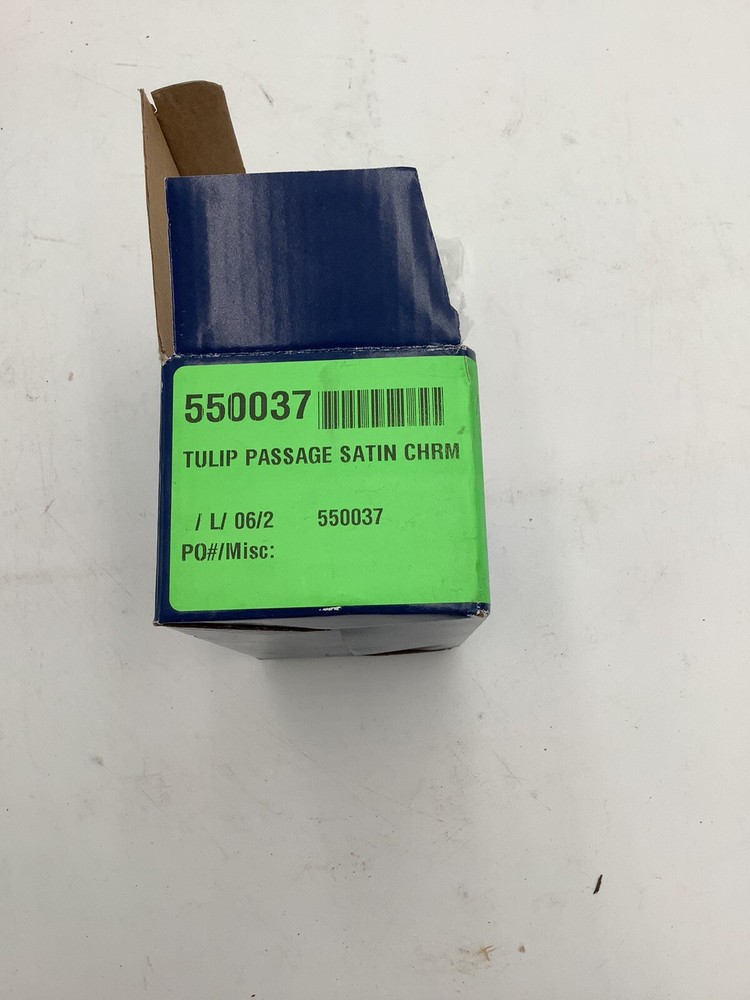 550037
TULIP PASSAGE SATIN CHRM
/ L/ 06/2 550037
PO#/Misc: